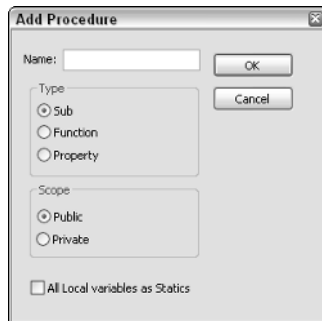 Add Procedure
Name:
OK
Cancel
Type
Sub
Function
Property
Scope
Public
Private
All Local variables as Statics